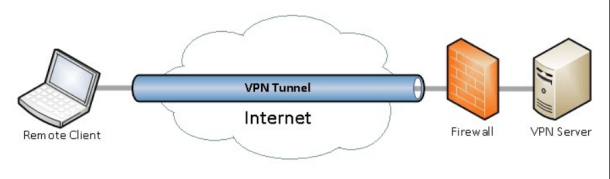 VPN Tunnel
Internet
Remote Client
Firewall
VPN Server